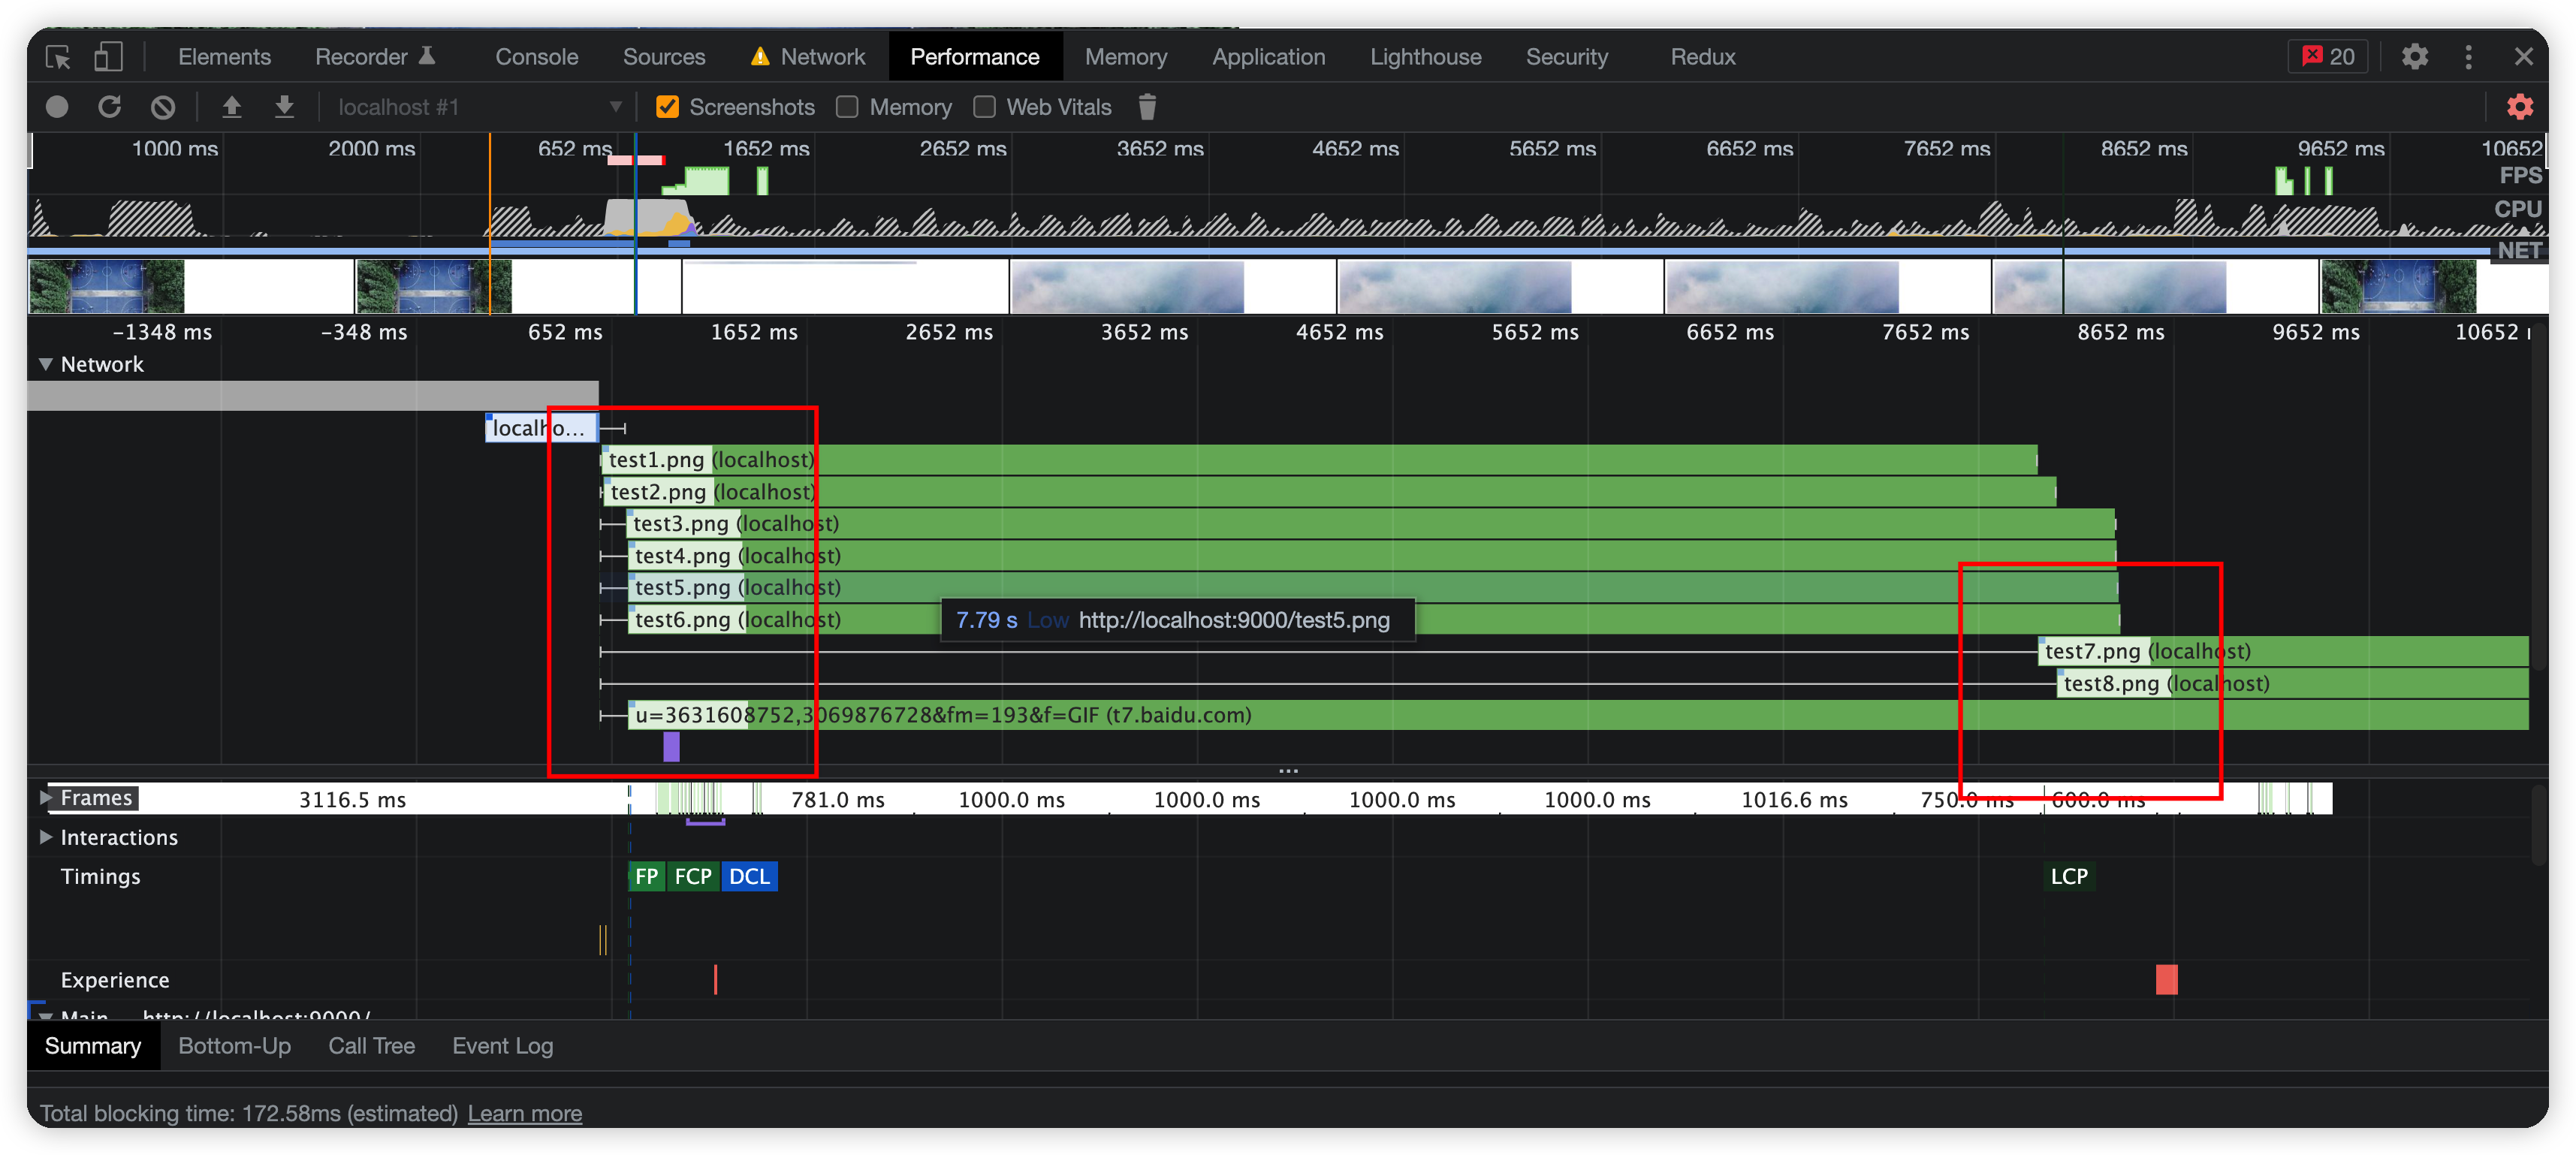 Elements Recorder Console Sources Network Performance Memory Application Lighthouse Security Redux 20
localhost #1 Screenshots Memory Web Vitals
1000 ms 2000 ms 652 ms 1652 ms 2652 ms 3652 ms 4652 ms 5652 ms 6652 ms 7652 ms 8652 ms 9652 ms 10652
FPS
CPU
NET
-1348 ms -348 ms 652 ms 1652 ms 2652 ms 3652 ms 4652 ms 5652 ms 6652 ms 7652 ms 8652 ms 9652 ms 10652
Network
localho...
test1.png (localhost)
test2.png (localhost)
test3.png (localhost)
test4.png (localhost)
test5.png (localhost)
test6.png (localhost)
7.79 s Low http://localhost:9000/test5.png
test7.png (localhost)
test8.png (localhost)
u=3631608752,3069876728&fm=193&f=GIF (t7.baidu.com)
...
Frames 3116.5 ms 781.0 ms 1000.0 ms 1000.0 ms 1000.0 ms 1000.0 ms 1016.6 ms 750.0 ms 600.0 ms
Interactions
Timings FP FCP DCL LCP
Experience
Main — http://localhost:9000/
Summary Bottom-Up Call Tree Event Log
Total blocking time: 172.58ms (estimated) Learn more